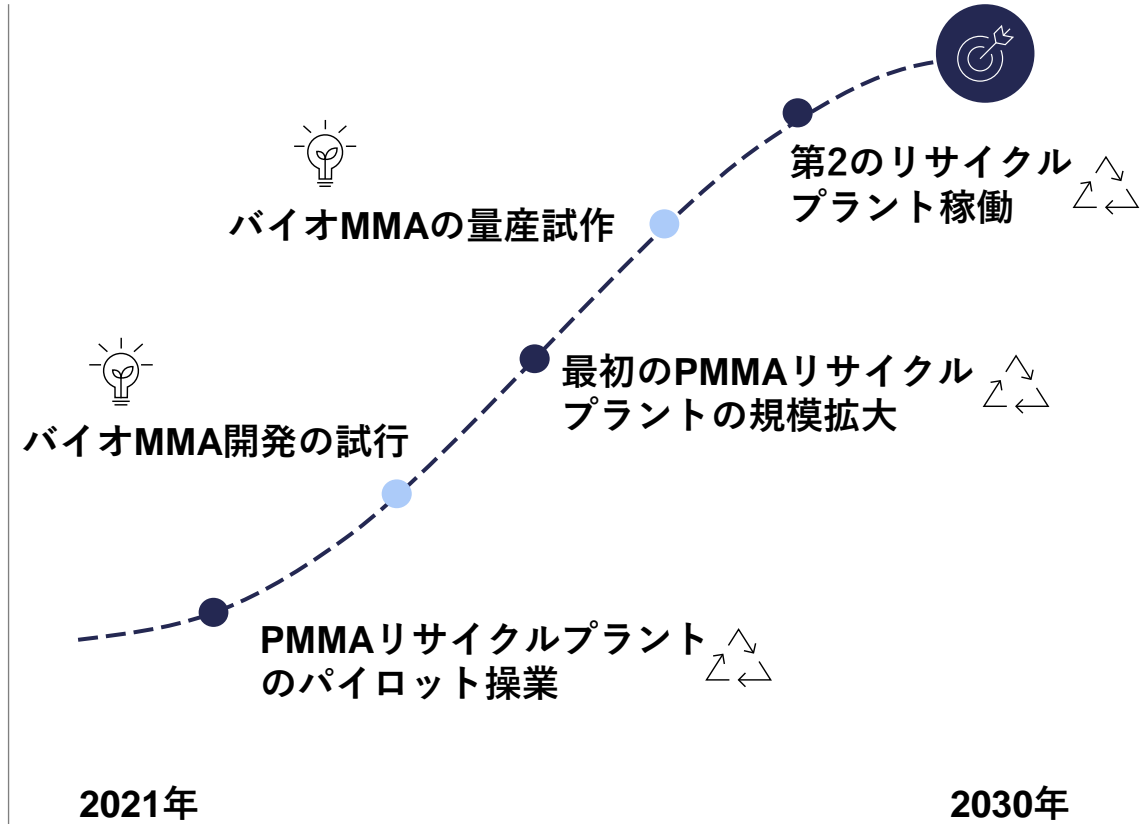 第2のリサイクル
プラント稼働
バイオMMAの量産試作
最初のPMMAリサイクル
プラントの規模拡大
バイオMMA開発の試行
PMMAリサイクルプラント
のパイロット操業
2021年
2030年